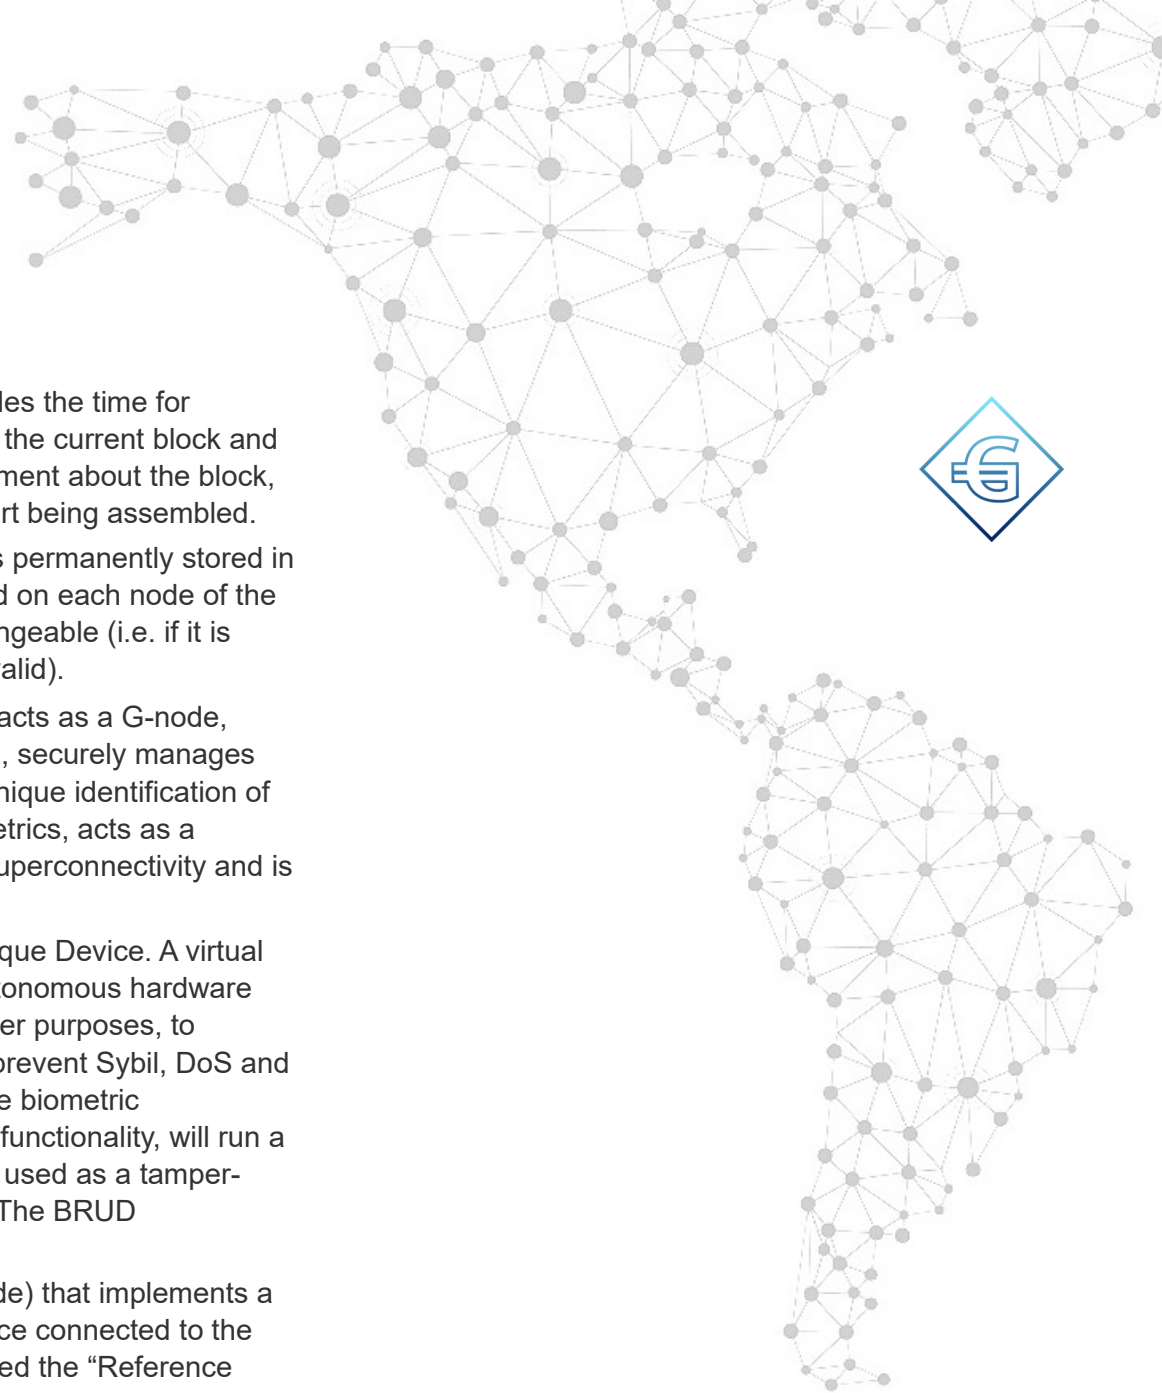 les the time for
the current block and
ment about the block,
rt being assembled.
s permanently stored in
d on each node of the
ngeable (i.e. if it is
valid).
acts as a G-node,
, securely manages
nique identification of
etrics, acts as a
uperconnectivity and is
que Device. A virtual
tonomous hardware
er purposes, to
prevent Sybil, DoS and
e biometric
functionality, will run a
used as a tamper-
The BRUD
de) that implements a
ce connected to the
ed the “Reference